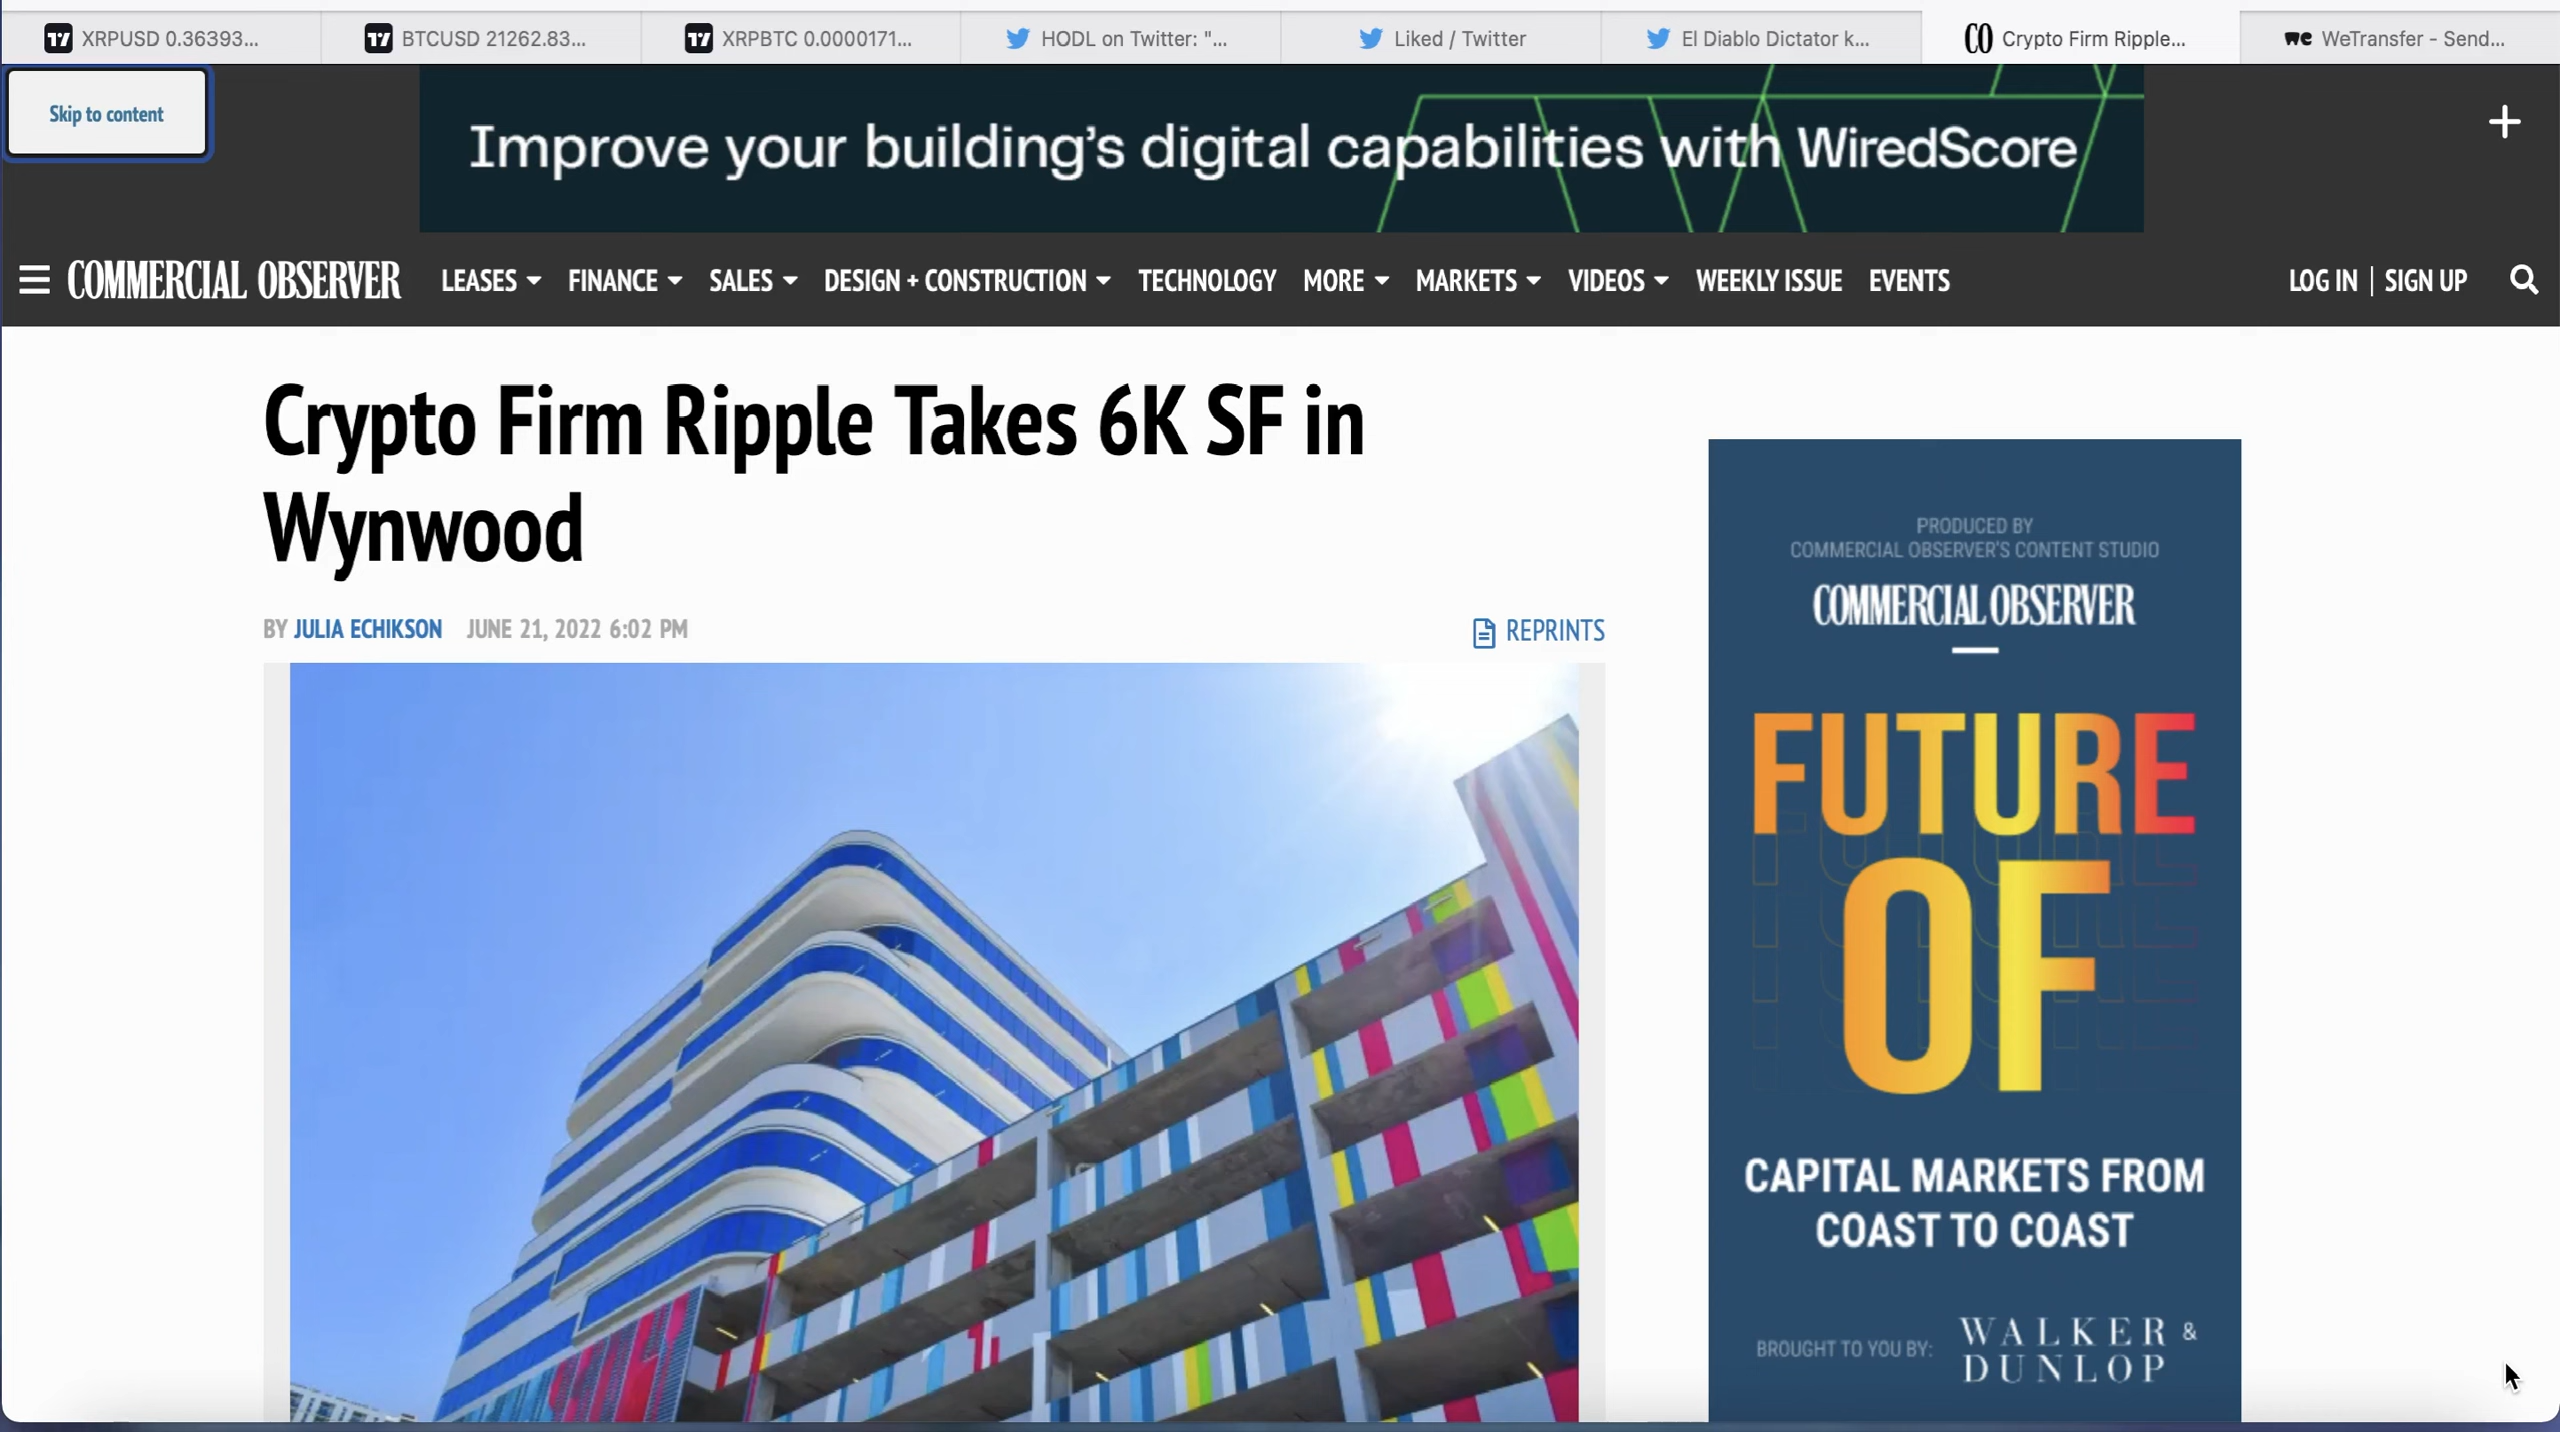 XRPUSD 0.36393...
BTCUSD 21262.83...
XRPBTC 0.0000171...
HODL on Twitter: "...
Liked / Twitter
El Diablo Dictator k...
CO Crypto Firm Ripple...
we WeTransfer - Send...
Skip to content
Improve your building's digital capabilities with WiredScore
COMMERCIAL OBSERVER
LEASES
FINANCE
SALES
DESIGN + CONSTRUCTION
TECHNOLOGY
MORE
MARKETS
VIDEOS
WEEKLY ISSUE
EVENTS
LOG IN | SIGN UP
Crypto Firm Ripple Takes 6K SF in
Wynwood
BY JULIA ECHIKSON JUNE 21, 2022 6:02 PM
REPRINTS
PRODUCED BY
COMMERCIAL OBSERVER'S CONTENT STUDIO
COMMERCIAL OBSERVER
FUTURE
OF
CAPITAL MARKETS FROM
COAST TO COAST
BROUGHT TO YOU BY:
WALKER &
DUNLOP